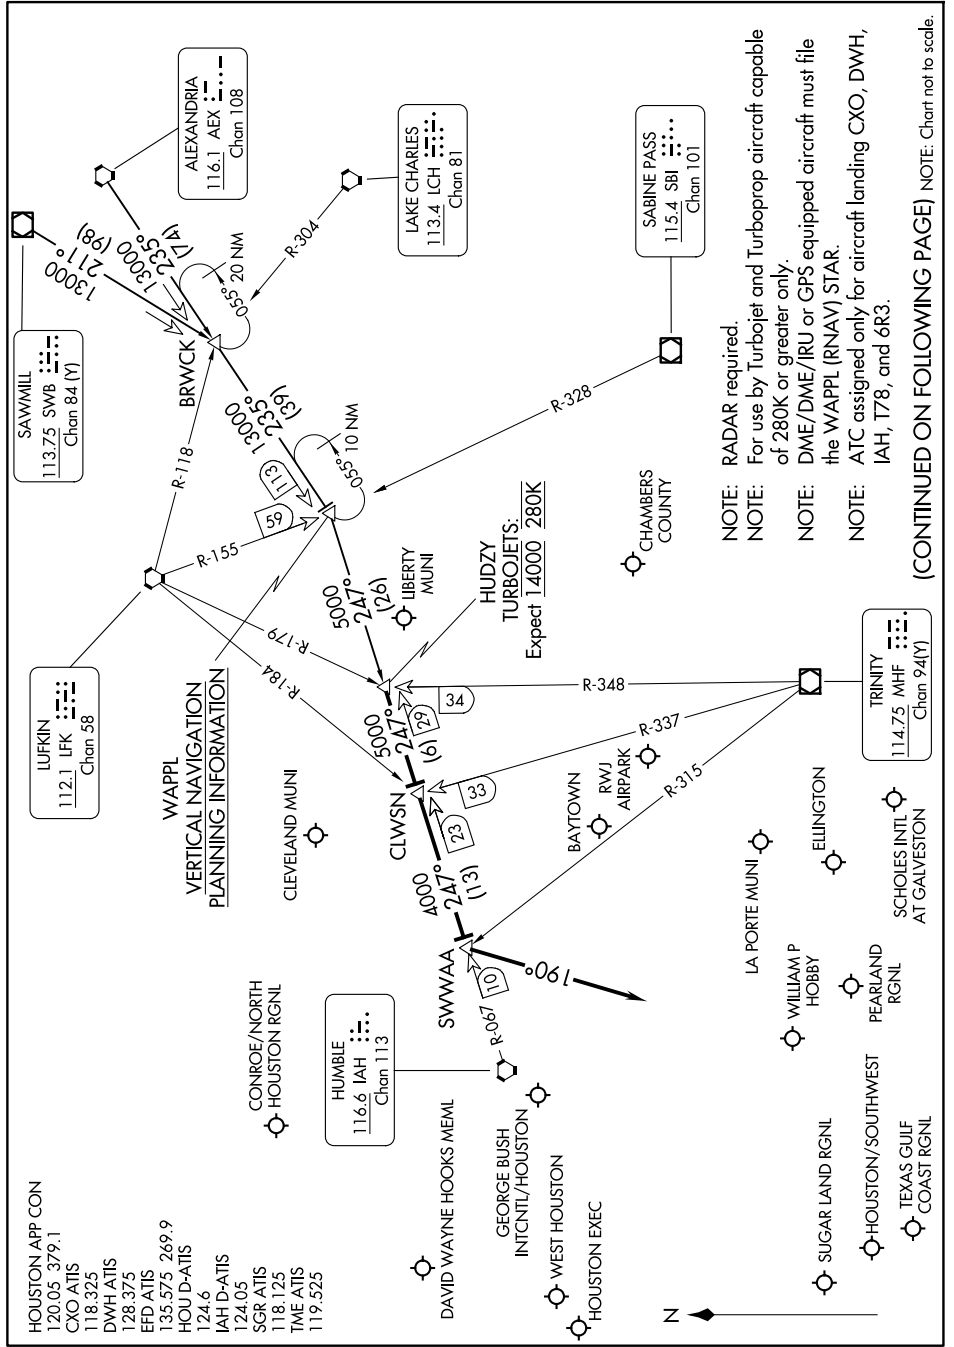 HOUSTON APP CON
120.05 379.1
CXO ATIS
118.325
DWH ATIS
128.375
EFD ATIS
135.575 269.9
HOU D-ATIS
124.6
IAH D-ATIS
124.05
SGR ATIS
118.125
TME ATIS
119.525
LUFKIN
112.1 LFK
Chan 58
SAWMILL
113.75 SWB
Chan 84 (Y)
ALEXANDRIA
116.1 AEX
Chan 108
LAKE CHARLES
113.4 LCH
Chan 81
SABINE PASS
115.4 SBI
Chan 101
HUMBLE
116.6 IAH
Chan 113
TRINITY
114.75 MHF
Chan 94(Y)
13000
211°
(98)
13000
235°
(74)
BRWCK
055° 20 NM
R-304
R-118
13000
235°
(39)
055° 10 NM
R-328
113
59
R-155
WAPPL
VERTICAL NAVIGATION
PLANNING INFORMATION
R-179
R-184
5000
247°
(26)
HUDZY
TURBOJETS:
Expect 14000 280K
34
29
R-348
5000
247°
(6)
CLWSN
33
23
R-337
4000
247°
(13)
SWWAA
R-315
10
R-067
190°
LIBERTY
MUNI
CHAMBERS
COUNTY
CLEVELAND MUNI
CONROE/NORTH
HOUSTON RGNL
BAYTOWN
RWJ
AIRPARK
LA PORTE MUNI
ELLINGTON
SCHOLES INTL
AT GALVESTON
WILLIAM P
HOBBY
PEARLAND
RGNL
DAVID WAYNE HOOKS MEML
GEORGE BUSH
INTCNTL/HOUSTON
WEST HOUSTON
HOUSTON EXEC
SUGAR LAND RGNL
HOUSTON/SOUTHWEST
TEXAS GULF
COAST RGNL
N
NOTE: RADAR required.
NOTE: For use by Turbojet and Turboprop aircraft capable
of 280K or greater only.
NOTE: DME/DME/IRU or GPS equipped aircraft must file
the WAPPL (RNAV) STAR.
NOTE: ATC assigned only for aircraft landing CXO, DWH,
IAH, T78, and 6R3.
(CONTINUED ON FOLLOWING PAGE) NOTE: Chart not to scale.